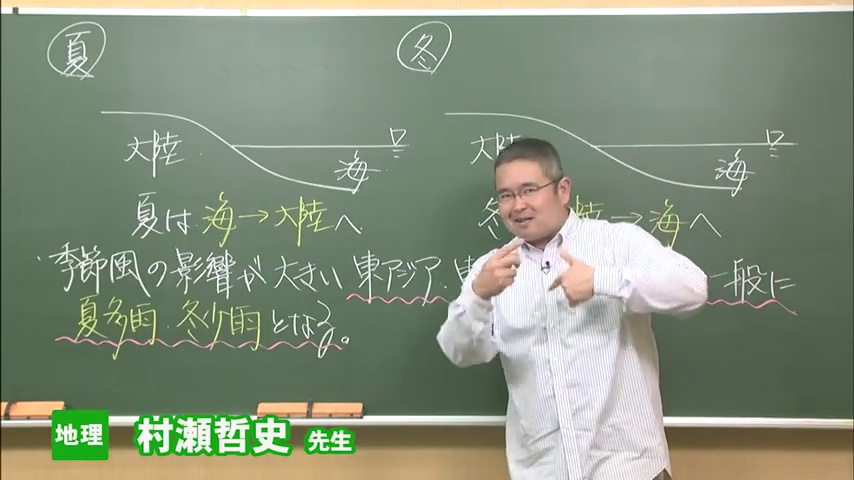 夏
冬
大陸
海
大陸
海
夏は 海→大陸へ
冬 陸→海へ
季節風の影響が 大きい 東アジア. 東 一般に
夏多雨. 冬少雨となる。
地理
村瀬哲史 先生